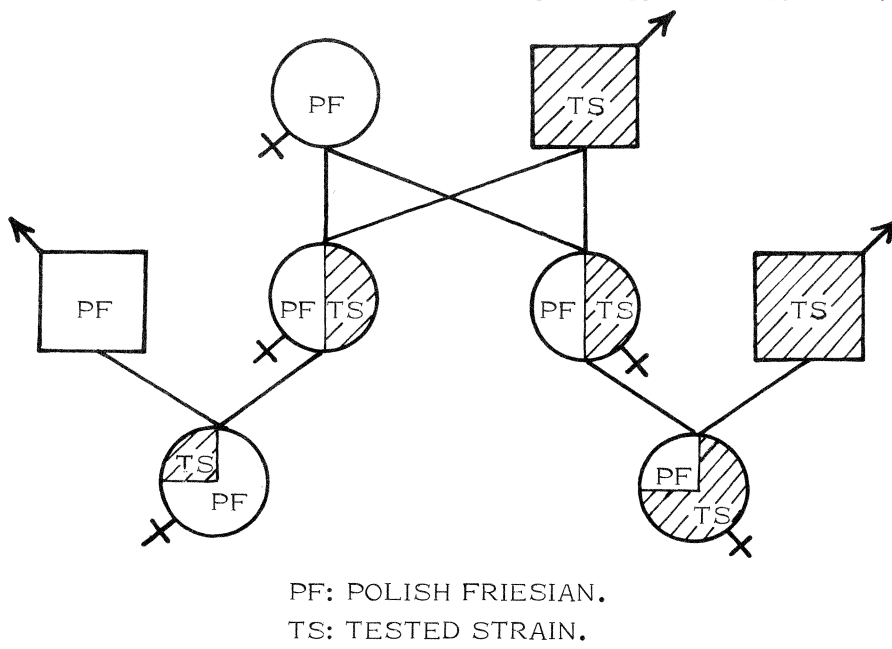 PF
TS
PF
PF TS
PF TS
TS
TS
PF
PF
TS
PF: POLISH FRIESIAN.
TS: TESTED STRAIN.